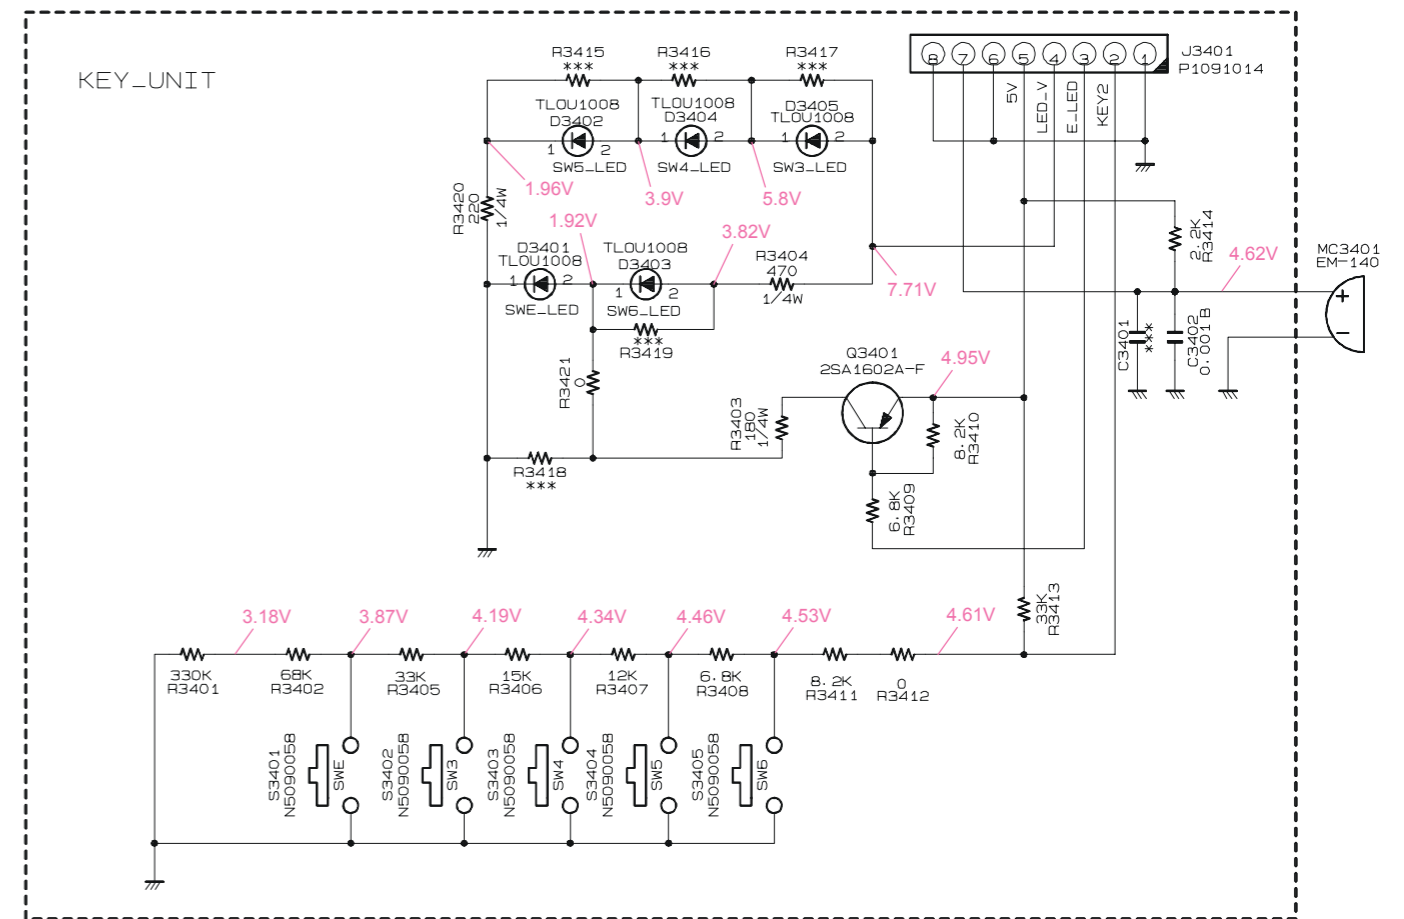 KEY_UNIT
R3415
***
R3416
***
R3417
***
8 7 6 5 4 3 2 1
J3401
P1091014
5V
LED_V
E_LED
KEY2
TLOU1008
D3402
1 2
SW5_LED
TLOU1008
D3404
1 2
SW4_LED
D3405
TLOU1008
1 2
SW3_LED
1.96V
3.9V
5.8V
R3420
220
1/4W
1.92V
3.82V
D3401
TLOU1008
1 2
SWE_LED
TLOU1008
D3403
1 2
SW6_LED
R3404
470
1/4W
7.71V
***
R3419
R3421
0
R3418
***
R3403
180
1/4W
Q3401
2SA1602A-F
4.95V
8.2K
R3410
6.8K
R3409
2.2K
R3414
4.62V
MC3401
EM-140
+
−
C3401
***
C3402
0.001B
33K
R3413
3.18V
3.87V
4.19V
4.34V
4.46V
4.53V
4.61V
330K
R3401
68K
R3402
33K
R3405
15K
R3406
12K
R3407
6.8K
R3408
8.2K
R3411
0
R3412
S3401
N5090058
SWE
S3402
N5090058
SW3
S3403
N5090058
SW4
S3404
N5090058
SW5
S3405
N5090058
SW6